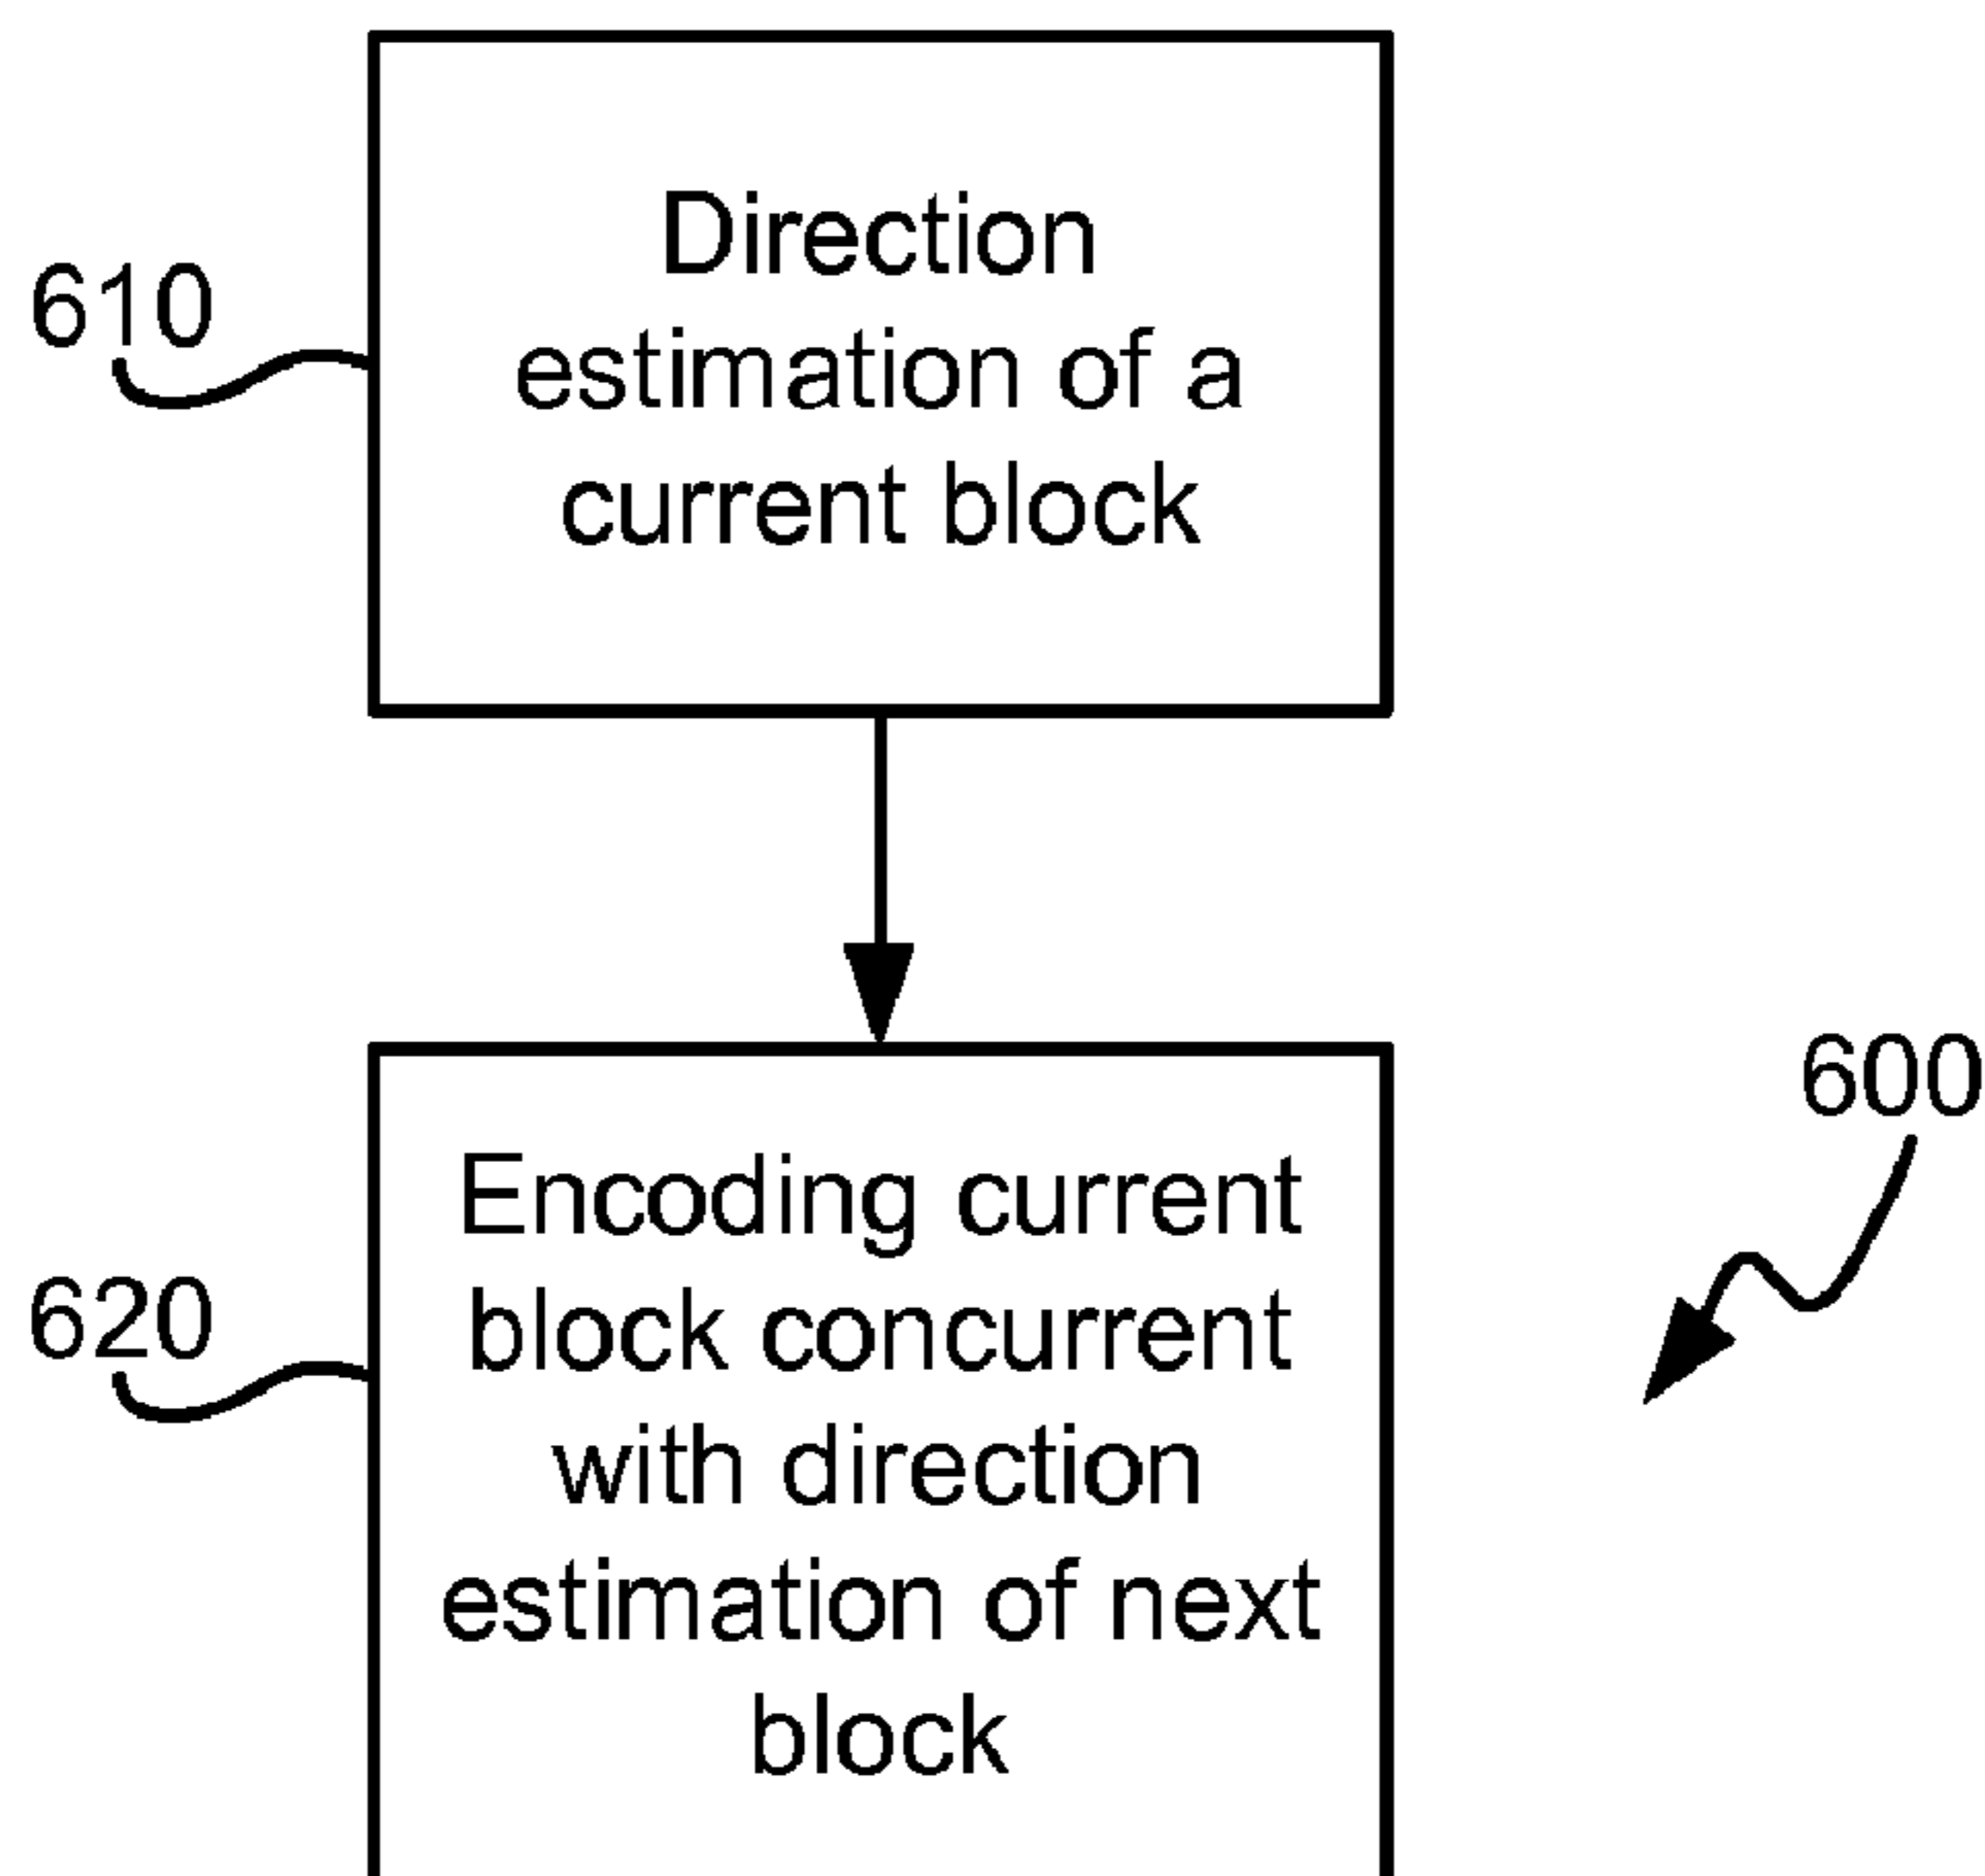 Direction
estimation of a
current block
610
Encoding current
block concurrent
with direction
estimation of next
block
620
600